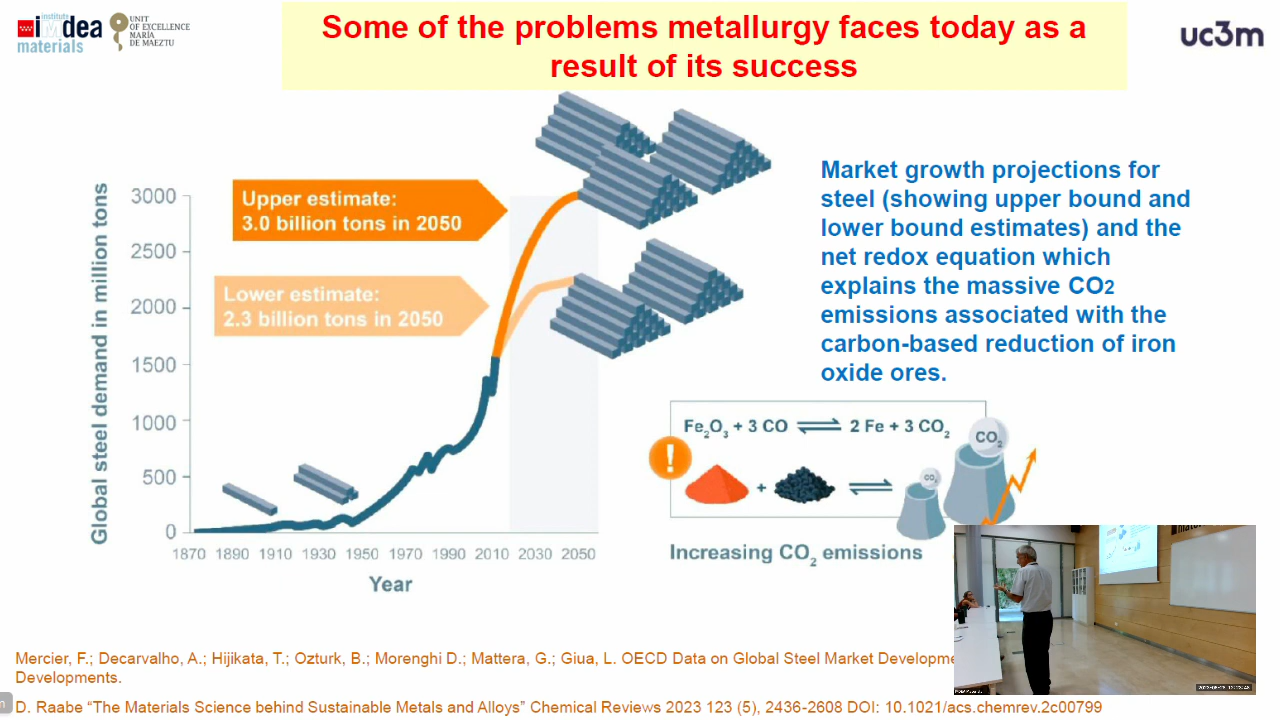 institute
iMdea
materials
UNIT
OF EXCELLENCE
MARÍA
DE MAEZTU
Some of the problems metallurgy faces today as a
result of its success
uc3m
Global steel demand in million tons
3000
2500
2000
1500
1000
500
0
Upper estimate:
3.0 billion tons in 2050
Lower estimate:
2.3 billion tons in 2050
1870 1890 1910 1930 1950 1970 1990 2010 2030 2050
Year
Market growth projections for
steel (showing upper bound and
lower bound estimates) and the
net redox equation which
explains the massive CO2
emissions associated with the
carbon-based reduction of iron
oxide ores.
Fe₂O₃ + 3 CO ⇌ 2 Fe + 3 CO₂
!
+ ⇌
CO₂
CO₂
Increasing CO₂ emissions
Mercier, F.; Decarvalho, A.; Hijikata, T.; Ozturk, B.; Morenghi D.; Mattera, G.; Giua, L. OECD Data on Global Steel Market
Developments.
D. Raabe “The Materials Science behind Sustainable Metals and Alloys” Chemical Reviews 2023 123 (5), 2436-2608 DOI: 10.1021/acs.chemrev.2c00799